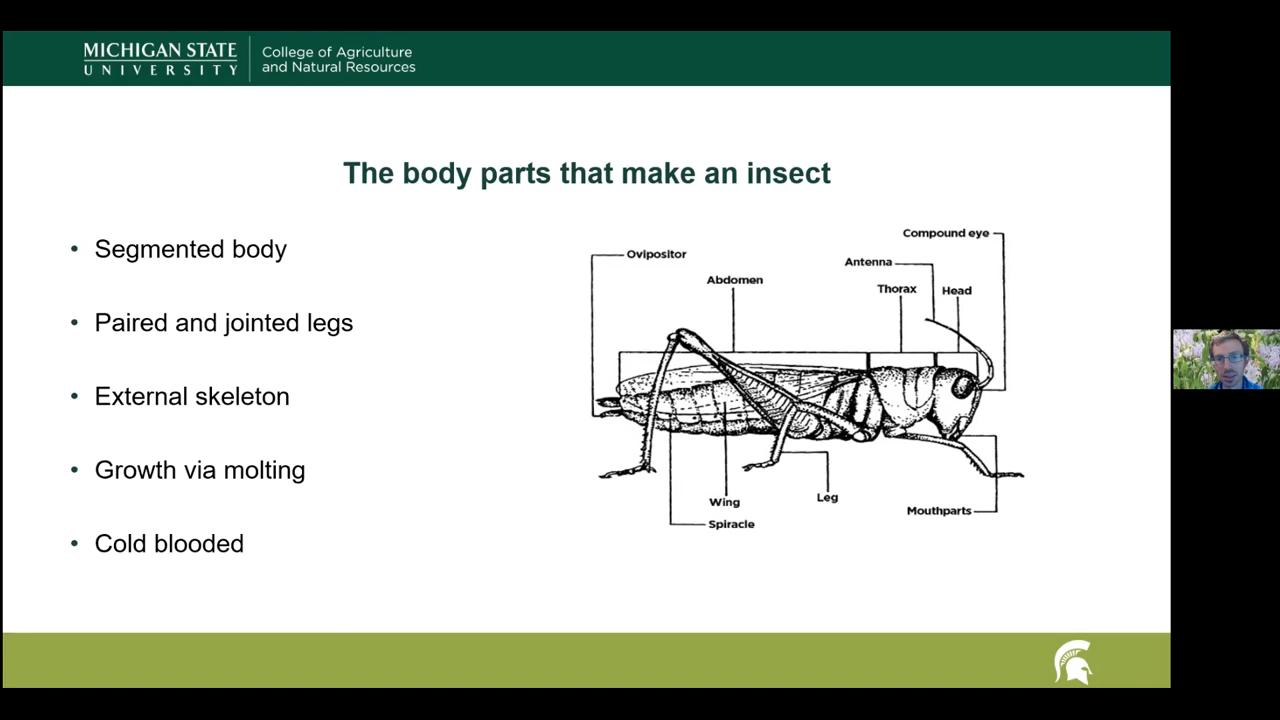 MICHIGAN STATE
UNIVERSITY
College of Agriculture
and Natural Resources
The body parts that make an insect
• Segmented body
• Paired and jointed legs
• External skeleton
• Growth via molting
• Cold blooded
Compound eye
Ovipositor
Antenna
Abdomen
Thorax
Head
Wing
Leg
Mouthparts
Spiracle